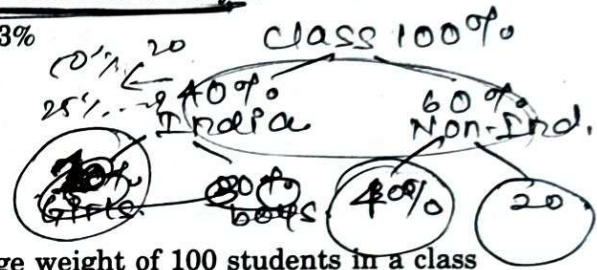 3%
class 100%
20
40%
60%
25%
India
Non-Ind.
20%
40%
20
Girls
boys
ge weight of 100 students in a class